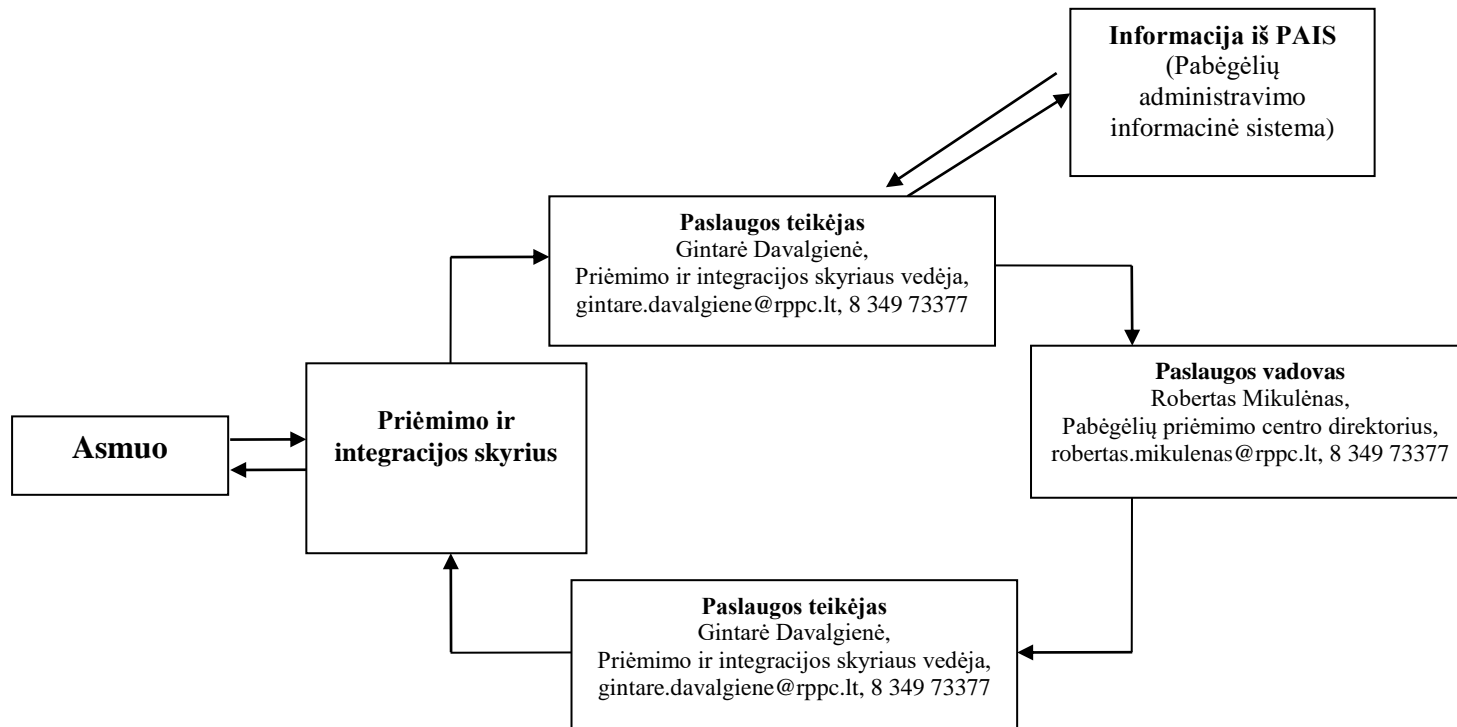 Informacija iš PAIS
(Pabėgėlių
administravimo
informacinė sistema)
Paslaugos teikėjas
Gintarė Davalgienė,
Priėmimo ir integracijos skyriaus vedėja,
gintare.davalgiene@rppc.lt, 8 349 73377
Paslaugos vadovas
Robertas Mikulėnas,
Pabėgėlių priėmimo centro direktorius,
robertas.mikulenas@rppc.lt, 8 349 73377
Priėmimo ir
integracijos skyrius
Asmuo
Paslaugos teikėjas
Gintarė Davalgienė,
Priėmimo ir integracijos skyriaus vedėja,
gintare.davalgiene@rppc.lt, 8 349 73377